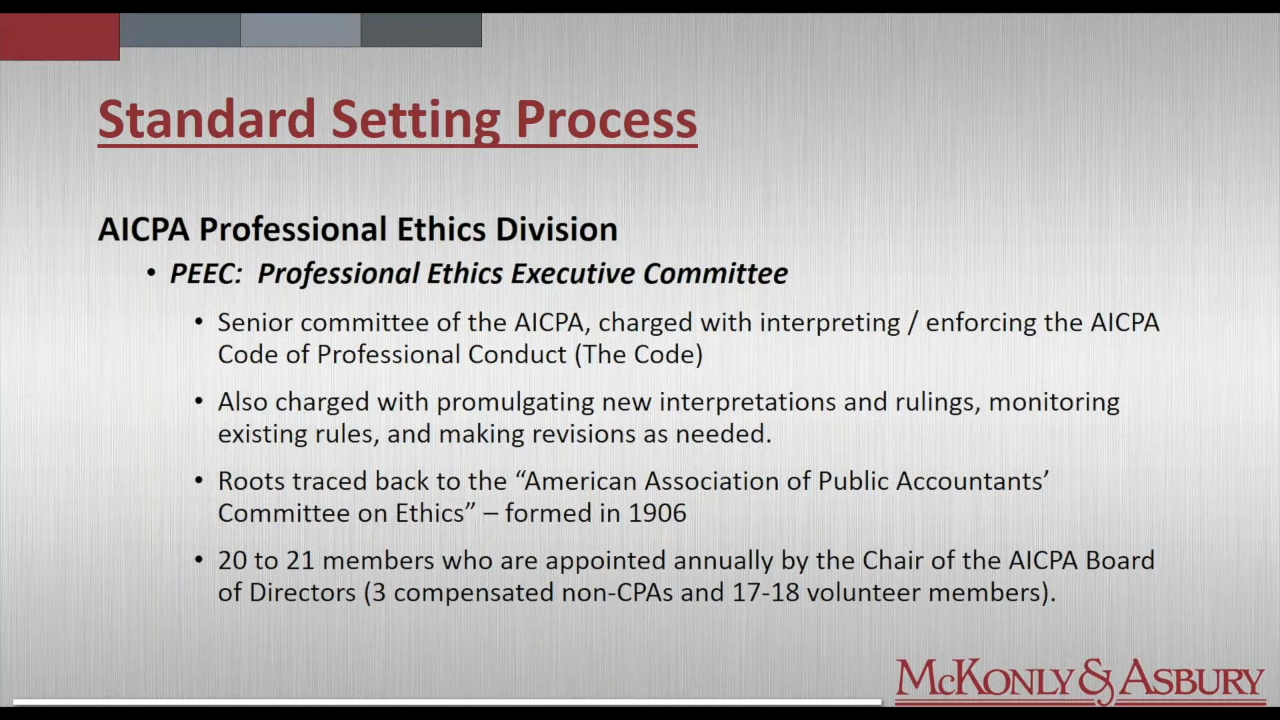 Standard Setting Process
AICPA Professional Ethics Division
• PEEC:  Professional Ethics Executive Committee
• Senior committee of the AICPA, charged with interpreting / enforcing the AICPA
Code of Professional Conduct (The Code)
• Also charged with promulgating new interpretations and rulings, monitoring
existing rules, and making revisions as needed.
• Roots traced back to the “American Association of Public Accountants’
Committee on Ethics” – formed in 1906
• 20 to 21 members who are appointed annually by the Chair of the AICPA Board
of Directors (3 compensated non-CPAs and 17-18 volunteer members).
McKonly & Asbury